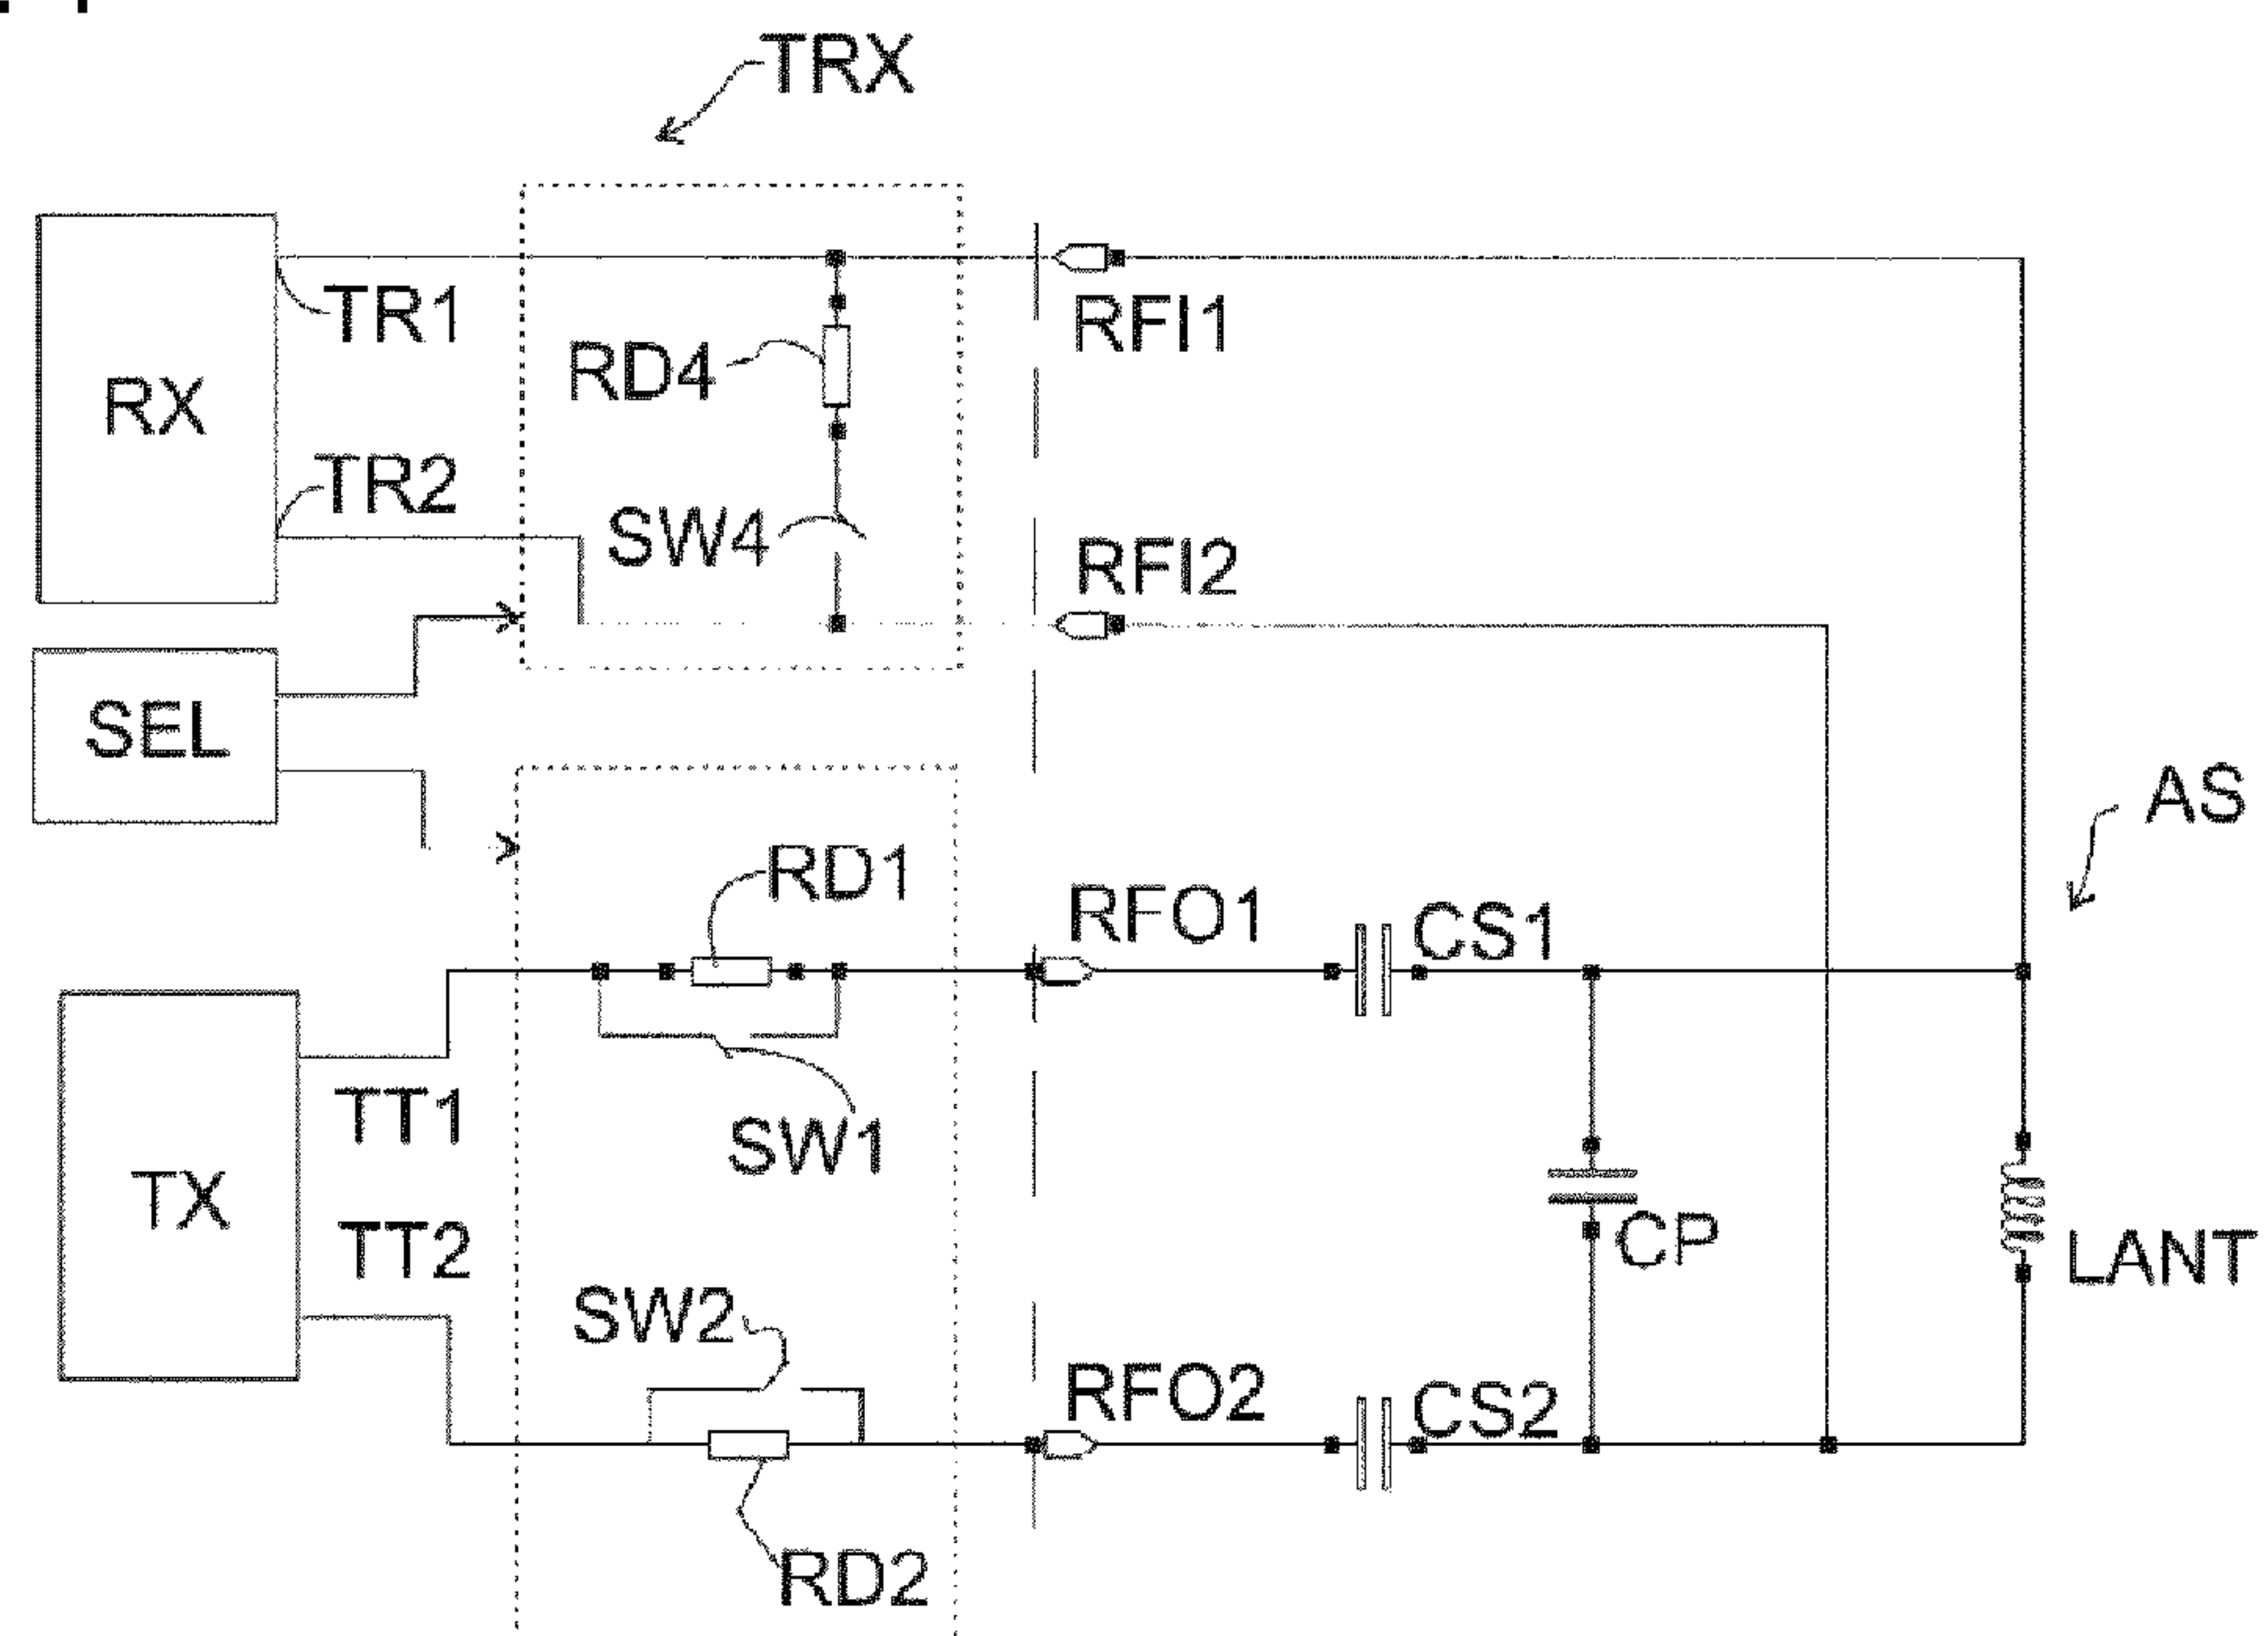 TRX
TR1
RFI1
RD4
RX
TR2
SW4
RFI2
SEL
AS
RD1
RFO1
CS1
TT1
SW1
TX
TT2
CP
LANT
SW2
RFO2
CS2
RD2